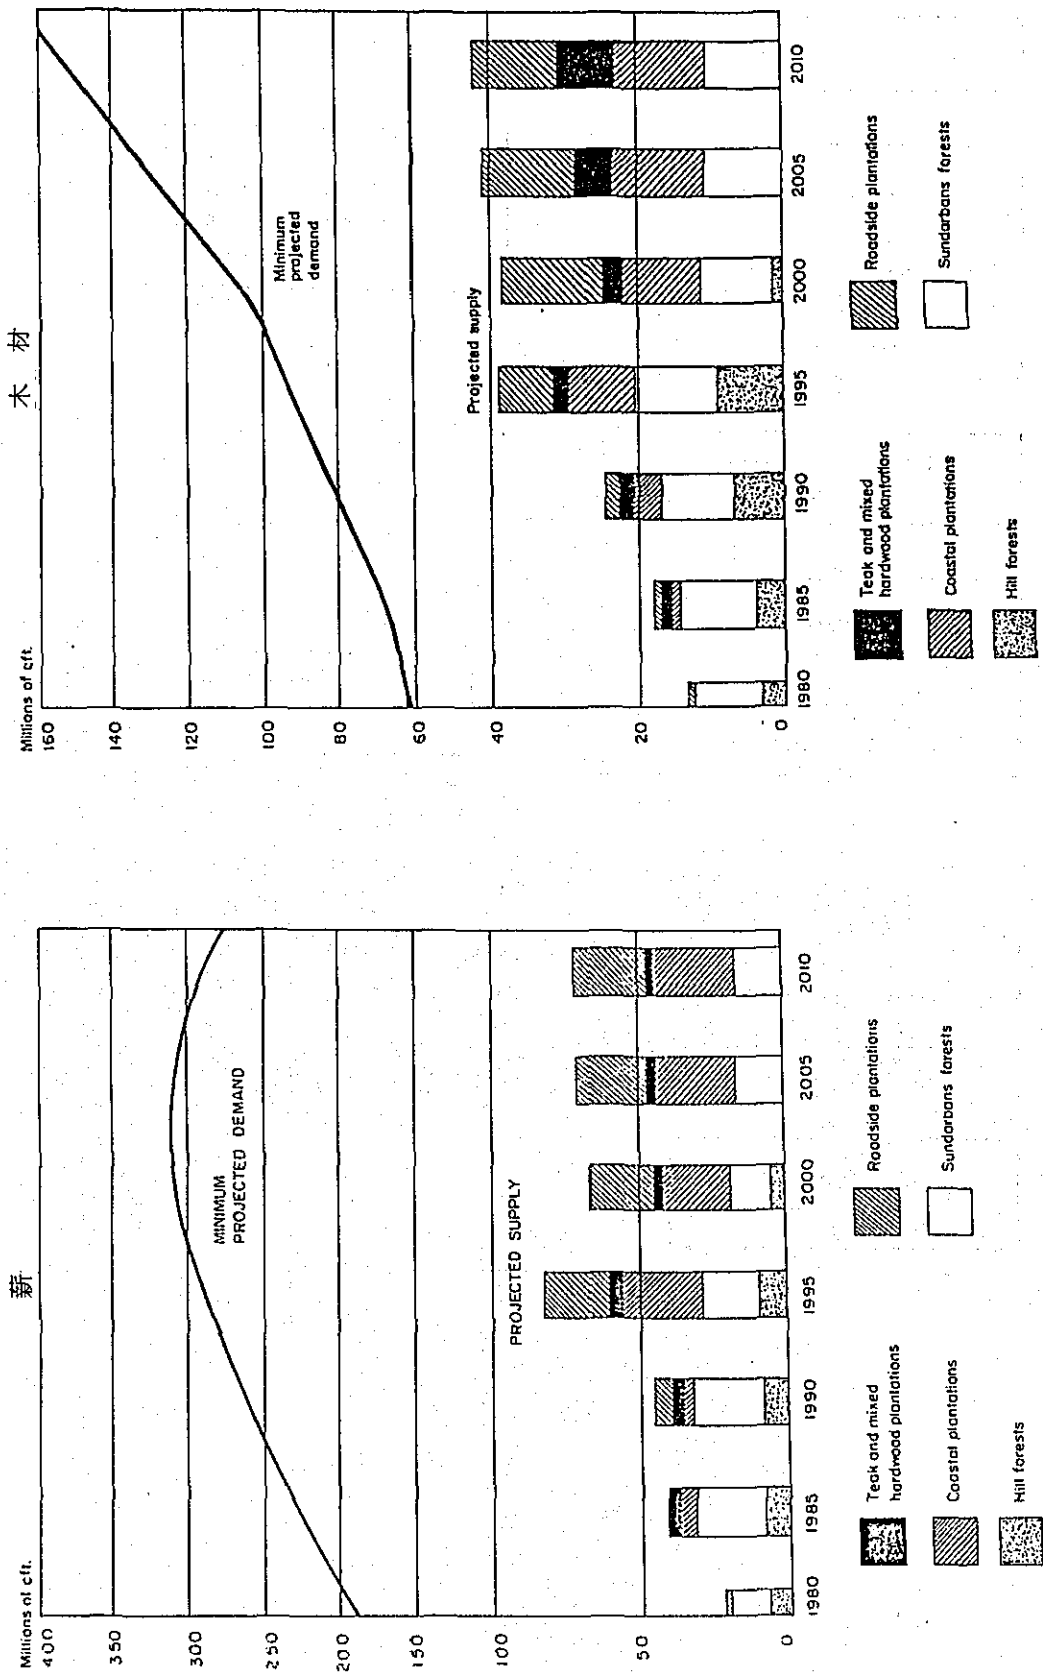 薪
Millions of cft.
400
350
300
250
200
150
100
50
0
MINIMUM
PROJECTED DEMAND
PROJECTED SUPPLY
1980
1985
1990
1995
2000
2005
2010
Teak and mixed
hardwood plantations
Roadside plantations
Coastal plantations
Sundarbans forests
Hill forests
木材
Millions of cft.
160
140
120
100
80
60
40
20
0
Minimum
projected
demand
Projected supply
1980
1985
1990
1995
2000
2005
2010
Teak and mixed
hardwood plantations
Roadside plantations
Coastal plantations
Sundarbans forests
Hill forests